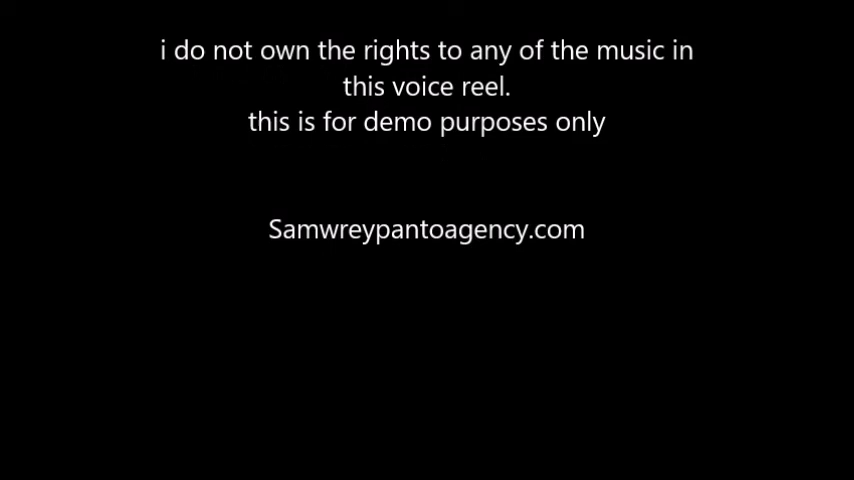 i do not own the rights to any of the music in
this voice reel.
this is for demo purposes only
Samwreypantoagency.com